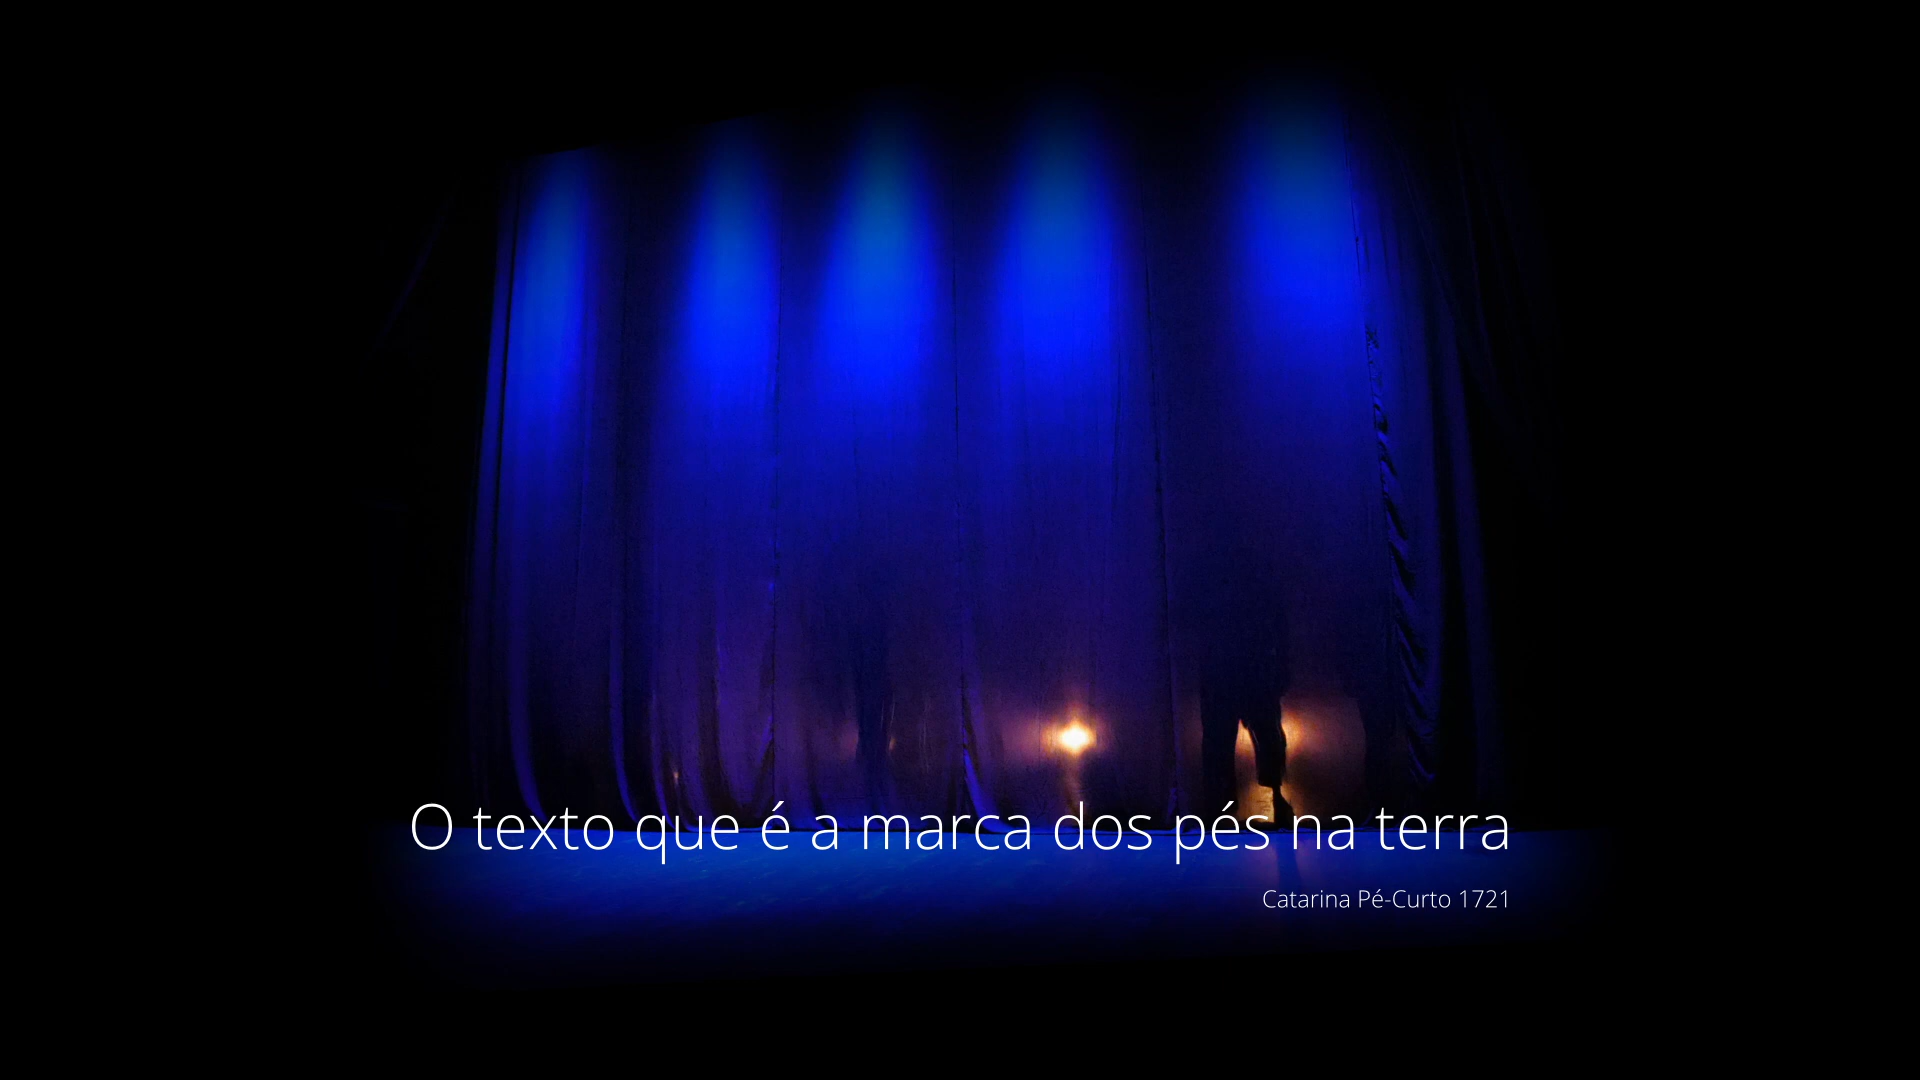 O texto que é a marca dos pés na terra
Catarina Pé-Curto 1721